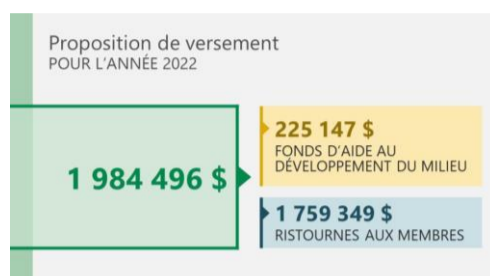 Proposition de versement
POUR L'ANNÉE 2022
1 984 496 $
225 147 $
FONDS D'AIDE AU
DÉVELOPPEMENT DU MILIEU
1 759 349 $
RISTOURNES AUX MEMBRES